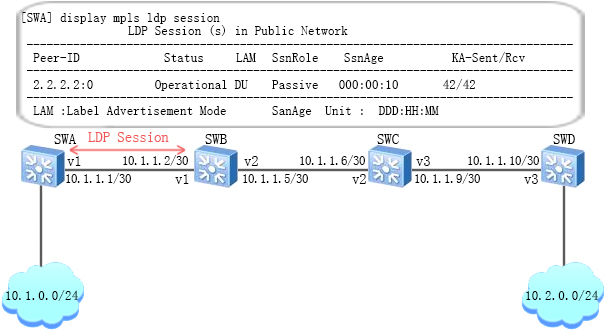 [SWA] display mpls ldp session
LDP Session (s) in Public Network
Peer-ID Status LAM SsnRole SsnAge KA-Sent/Rcv
2.2.2.2:0 Operational DU Passive 000:00:10 42/42
LAM :Label Advertisement Mode SanAge Unit : DDD:HH:MM
SWA LDP Session SWB SWC SWD
v1 10.1.1.2/30 v2 10.1.1.6/30 v3 10.1.1.10/30
10.1.1.1/30 v1 10.1.1.5/30 v2 10.1.1.9/30 v3
10.1.0.0/24 10.2.0.0/24